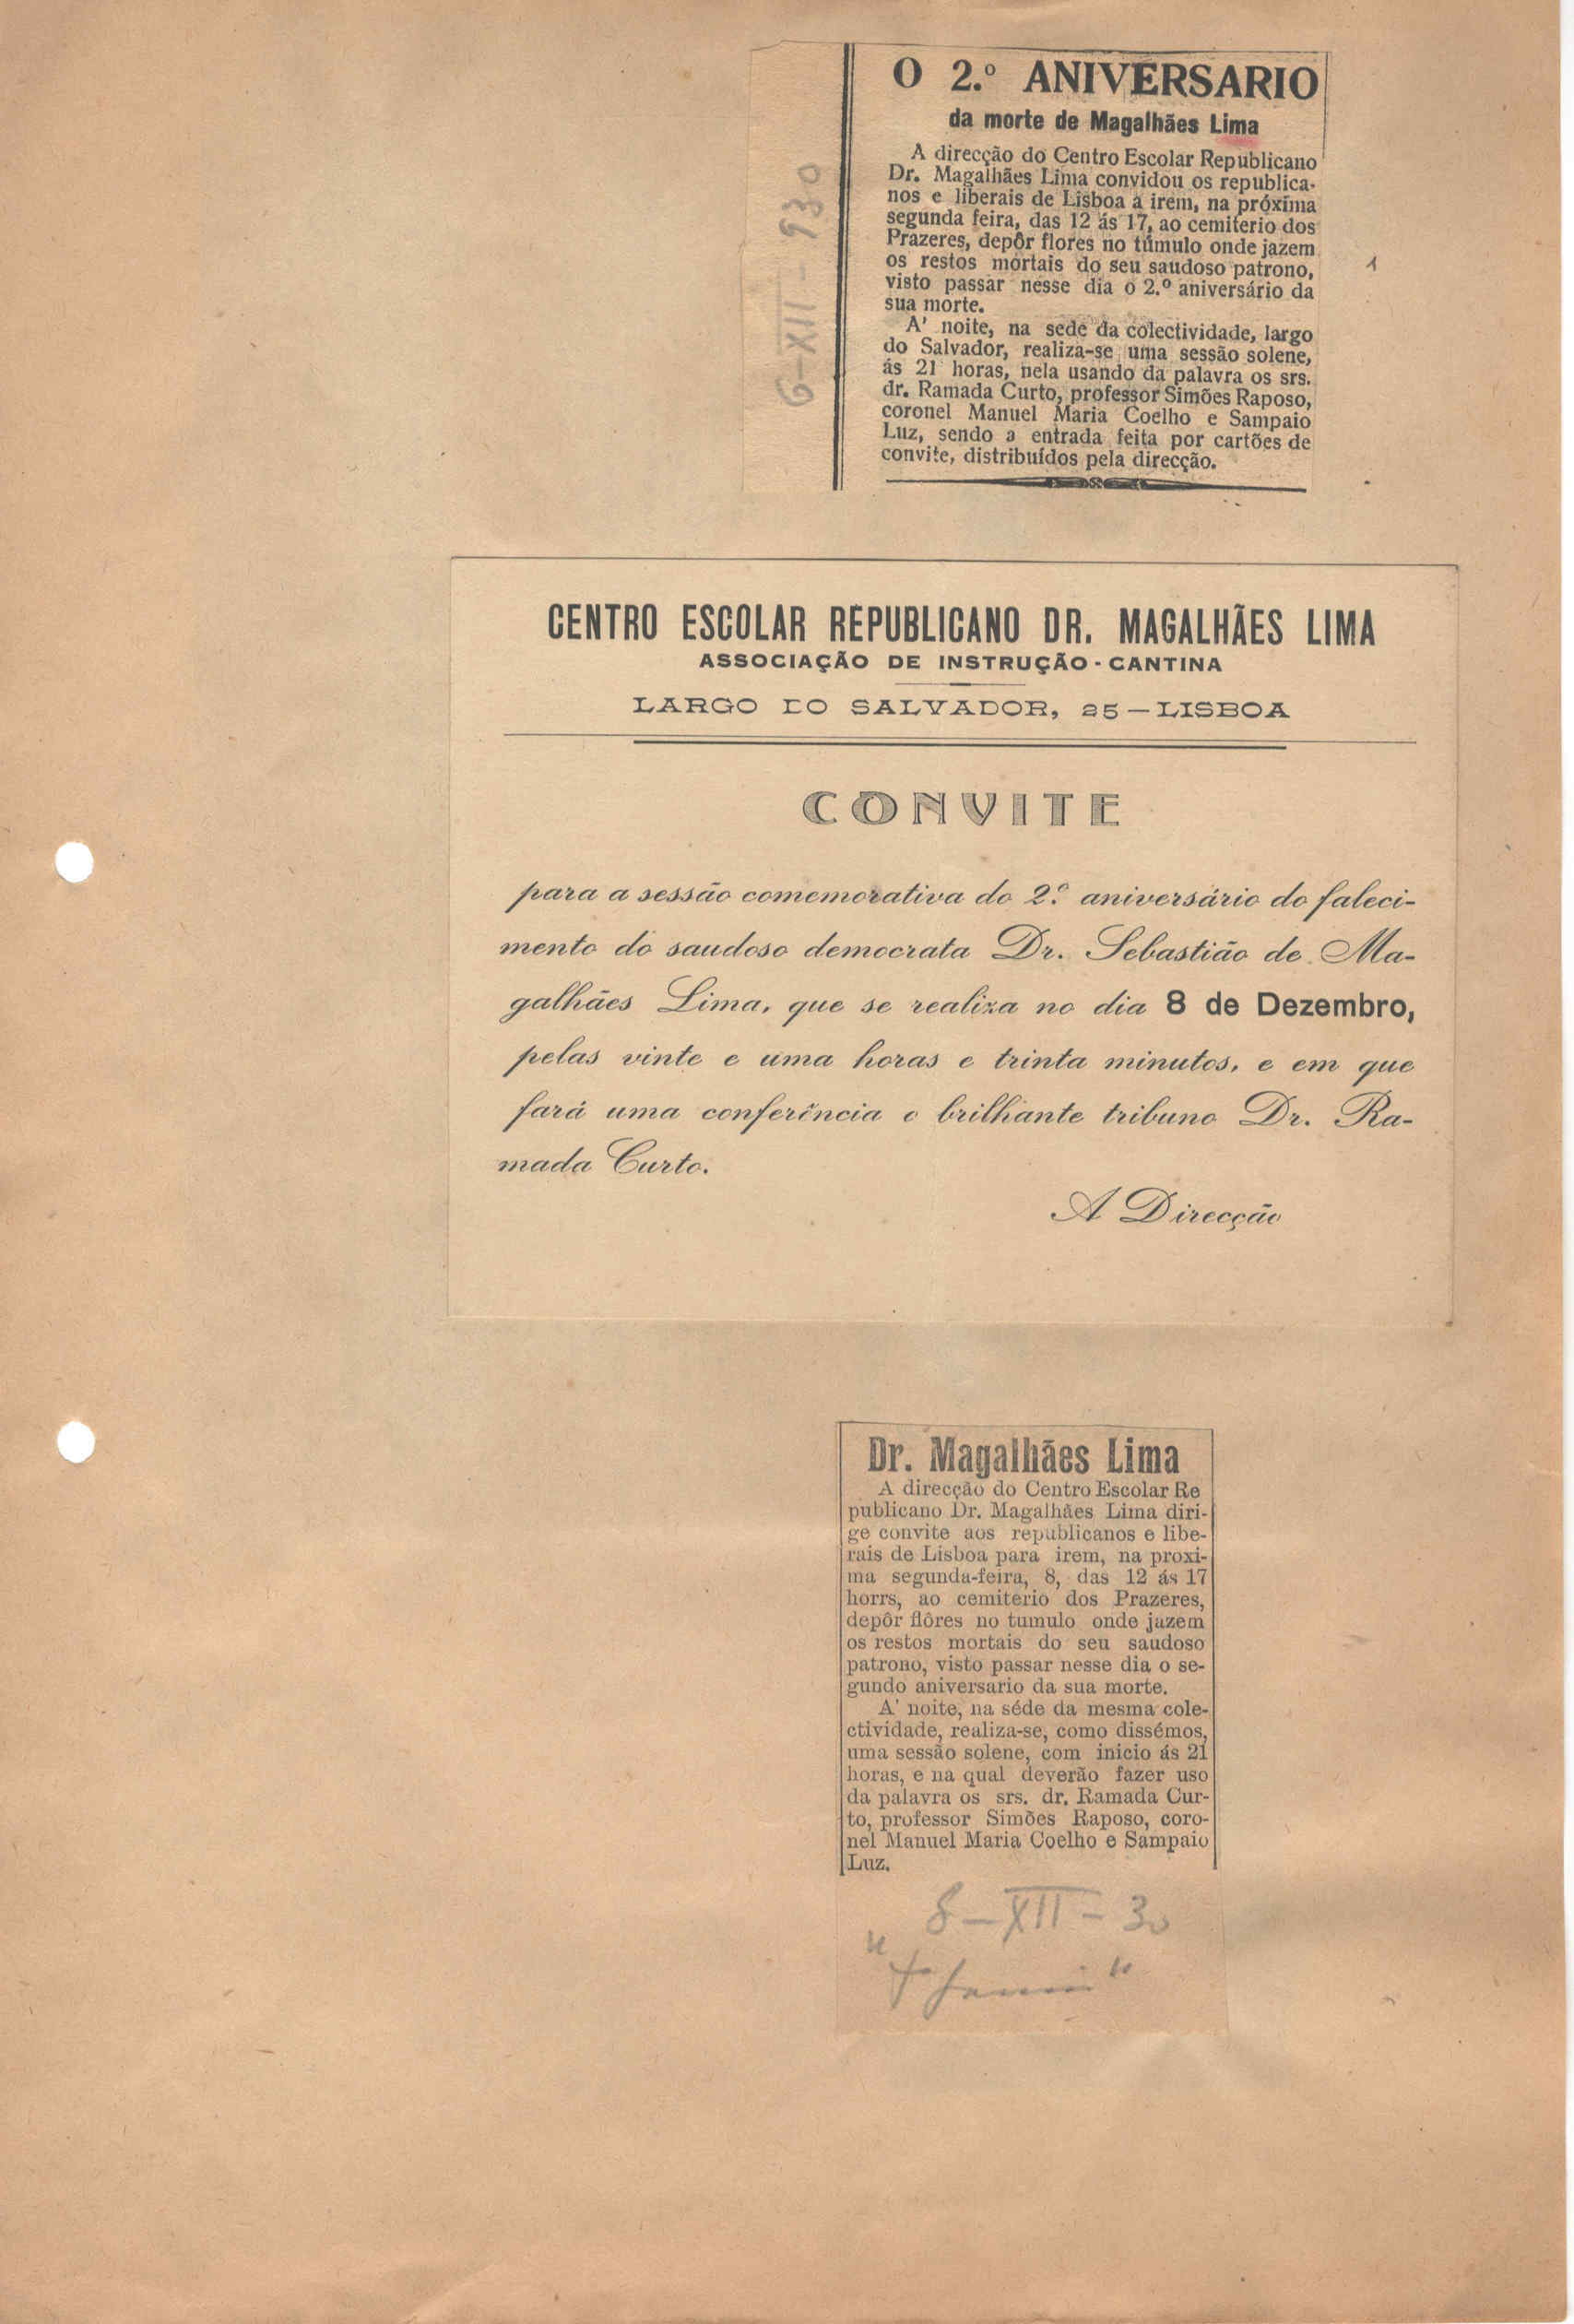 O 2.º ANIVERSARIO
da morte de Magalhães Lima
A direcção do Centro Escolar Republicano
Dr. Magalhães Lima convidou os republica-
nos e liberais de Lisboa a irem, na próxima
segunda feira, das 12 ás 17, ao cemiterio dos
Prazeres, depôr flores no túmulo onde jazem
os restos mortais do seu saudoso patrono,
visto passar nesse dia o 2.º aniversário da
sua morte.
A' noite, na sede da colectividade, largo
do Salvador, realiza-se uma sessão solene,
ás 21 horas, nela usando da palavra os srs.
dr. Ramada Curto, professor Simões Raposo,
coronel Manuel Maria Coelho e Sampaio
Luz, sendo a entrada feita por cartões de
convite, distribuídos pela direcção.
6-XII-930
1
CENTRO ESCOLAR REPUBLICANO DR. MAGALHÃES LIMA
ASSOCIAÇÃO DE INSTRUÇÃO - CANTINA
LARGO DO SALVADOR, 25 — LISBOA
CONVITE
para a sessão comemorativa do 2.º aniversário do faleci-
mento do saudoso democrata Dr. Sebastião de Ma-
galhães Lima, que se realiza no dia 8 de Dezembro,
pelas vinte e uma horas e trinta minutos, e em que
fará uma conferência o brilhante tribuno Dr. Ra-
mada Curto.
A Direcção
Dr. Magalhães Lima
A direcção do Centro Escolar Re
publicano Dr. Magalhães Lima diri-
ge convite aos republicanos e libe-
rais de Lisboa para irem, na proxi-
ma segunda-feira, 8, das 12 ás 17
horrs, ao cemiterio dos Prazeres,
depôr flôres no tumulo onde jazem
os restos mortais do seu saudoso
patrono, visto passar nesse dia o se-
gundo aniversario da sua morte.
A' noite, na séde da mesma cole-
ctividade, realiza-se, como dissémos,
uma sessão solene, com inicio ás 21
horas, e na qual deverão fazer uso
da palavra os srs. dr. Ramada Cur-
to, professor Simões Raposo, coro-
nel Manuel Maria Coelho e Sampaio
Luz.
8-XII-30